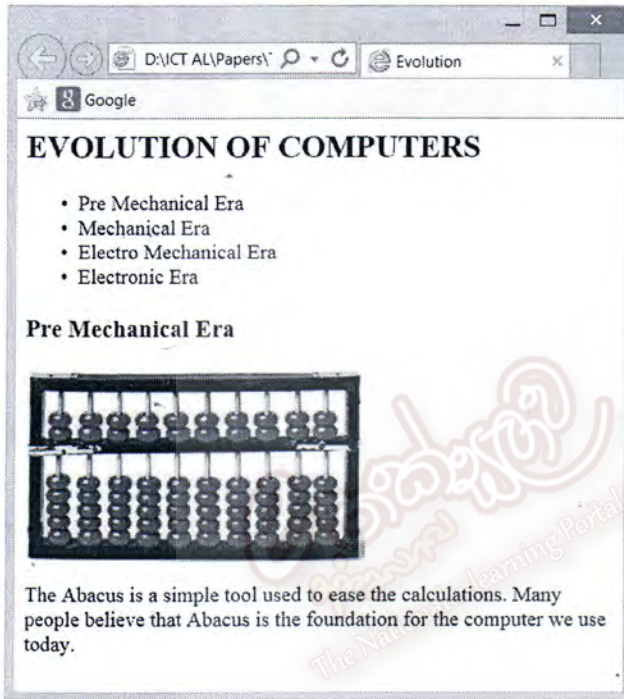 D:\ICT AL\Papers\
Evolution
Google
EVOLUTION OF COMPUTERS
• Pre Mechanical Era
• Mechanical Era
• Electro Mechanical Era
• Electronic Era
Pre Mechanical Era
The Abacus is a simple tool used to ease the calculations. Many
people believe that Abacus is the foundation for the computer we use
today.
The National e-learning Portal